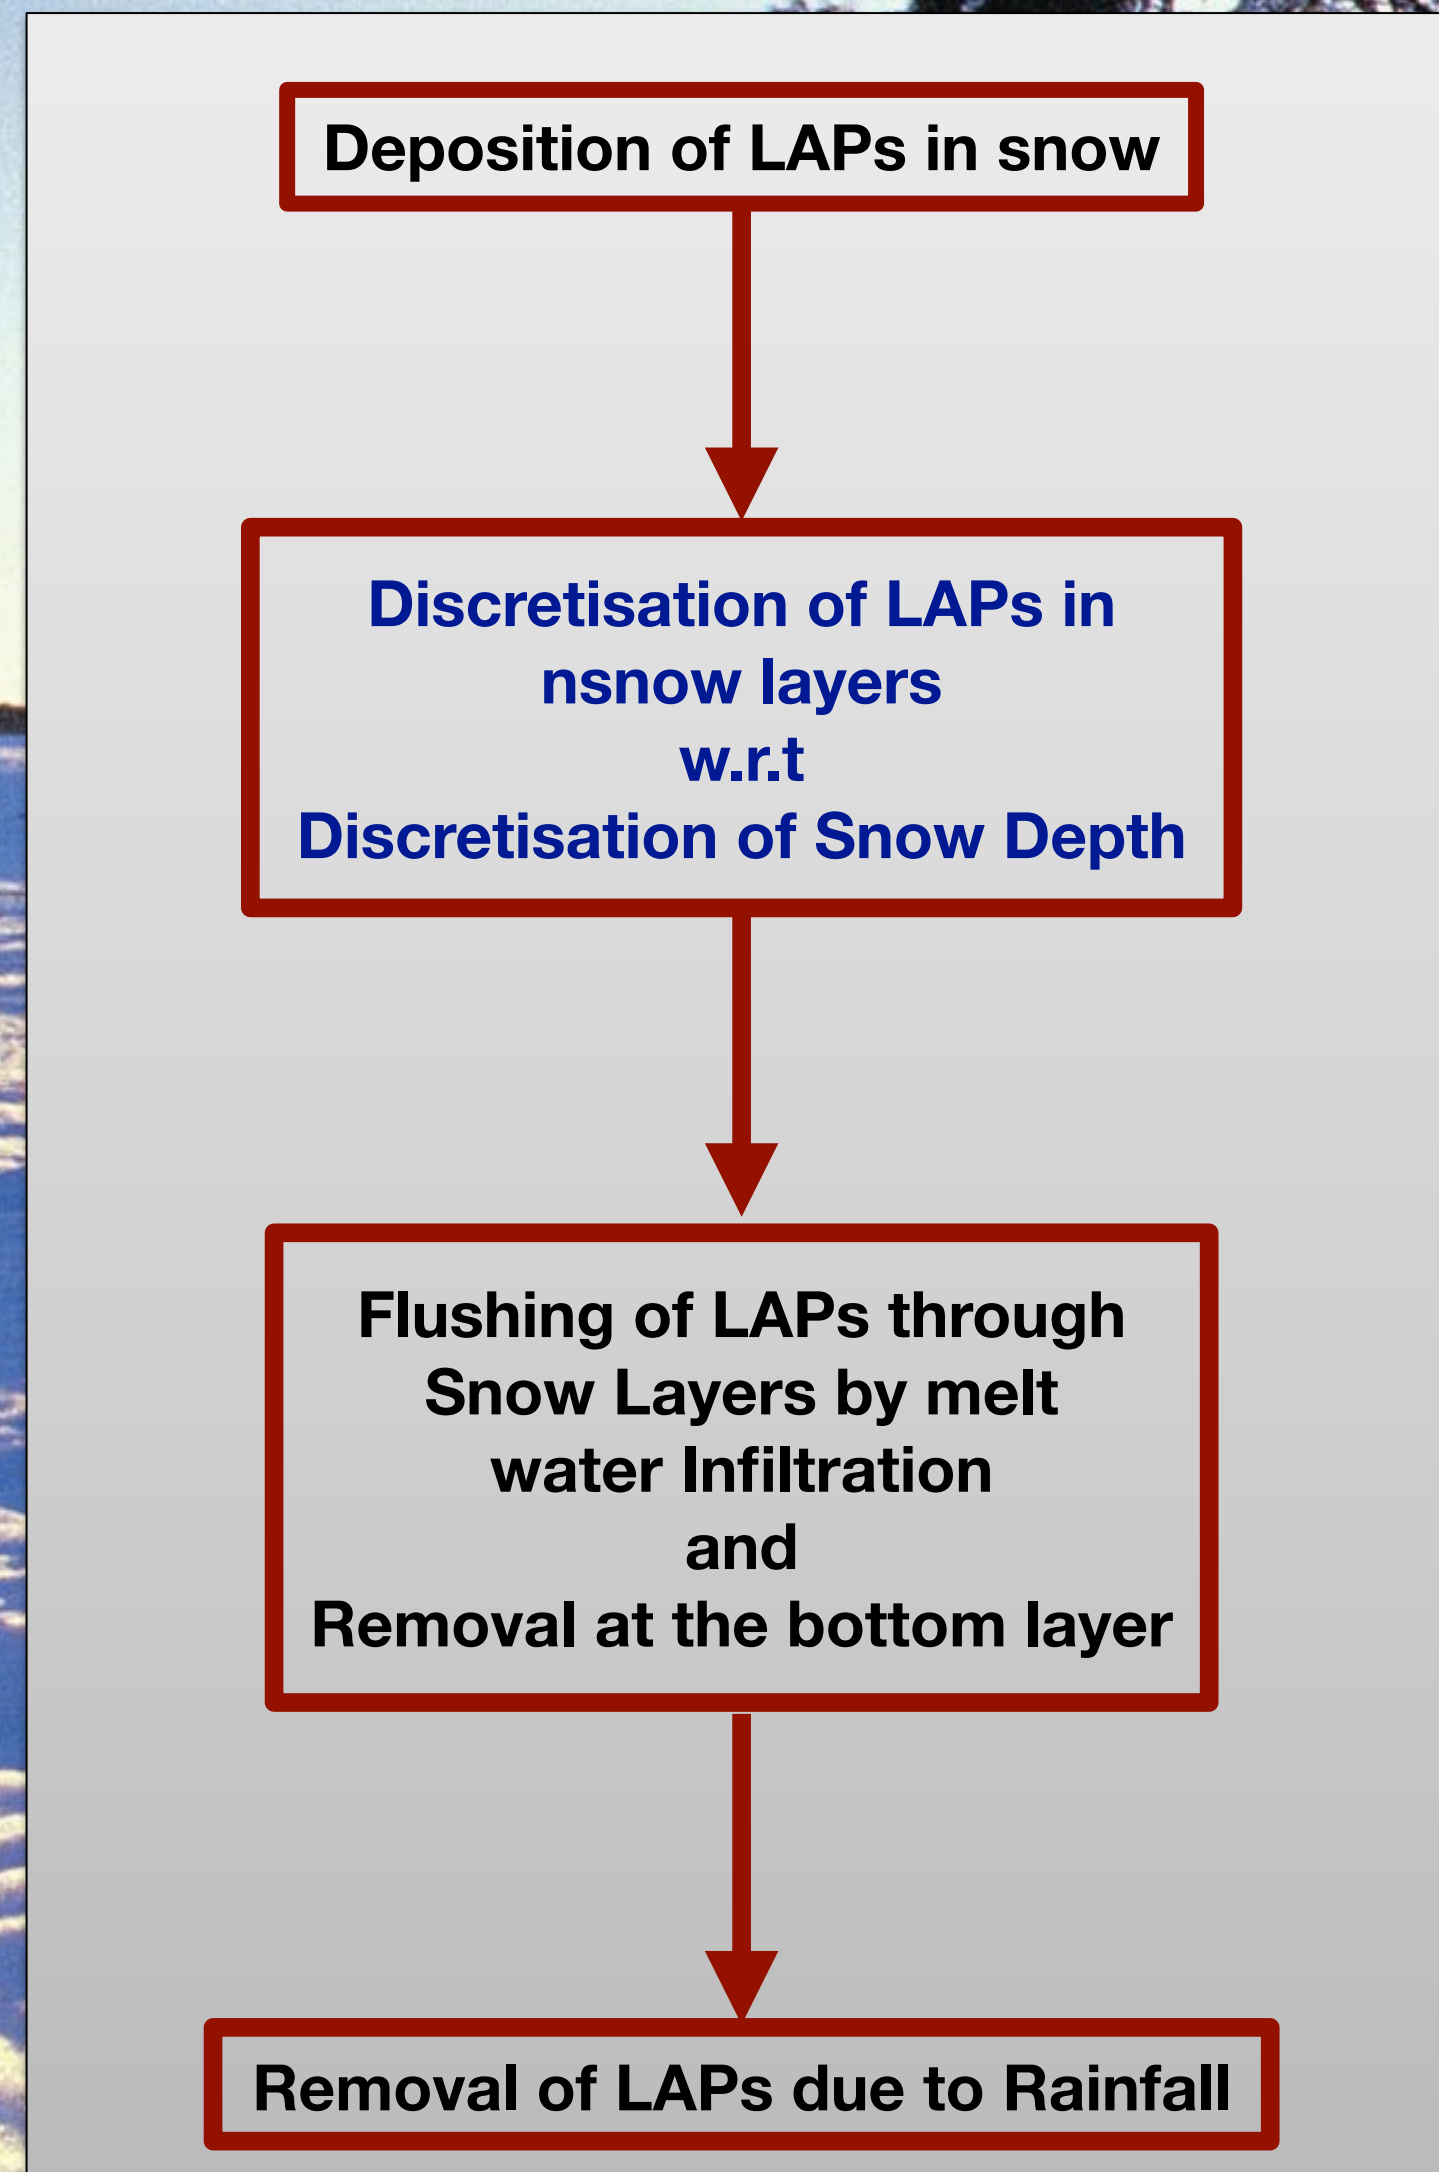 Deposition of LAPs in snow
Discretisation of LAPs in
nsnow layers
w.r.t
Discretisation of Snow Depth
Flushing of LAPs through
Snow Layers by melt
water Infiltration
and
Removal at the bottom layer
Removal of LAPs due to Rainfall